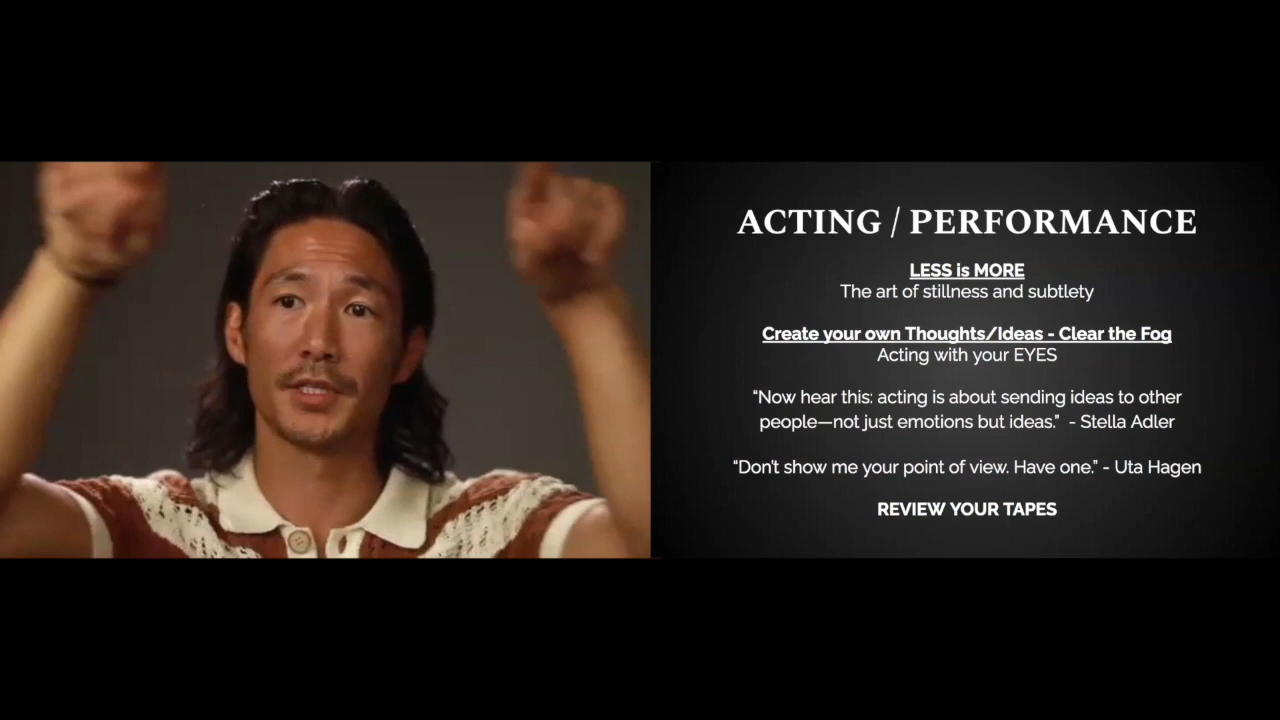 ACTING / PERFORMANCE
LESS is MORE
The art of stillness and subtlety
Create your own Thoughts/Ideas - Clear the Fog
Acting with your EYES
“Now hear this: acting is about sending ideas to other
people—not just emotions but ideas.” - Stella Adler
“Don’t show me your point of view. Have one.” - Uta Hagen
REVIEW YOUR TAPES